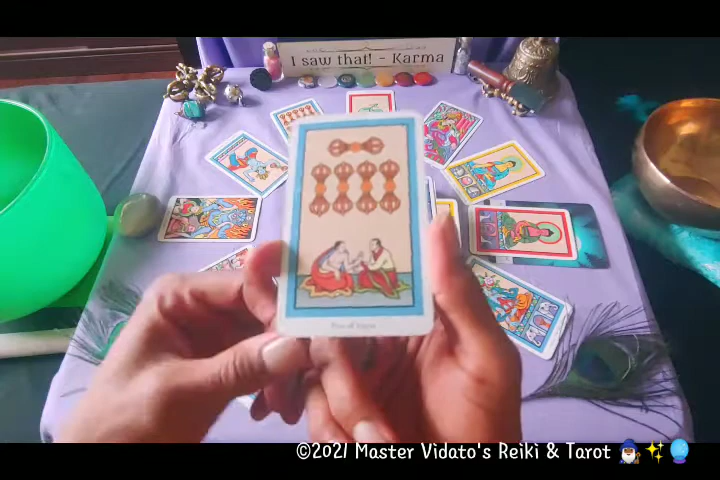 I saw that! - Karma
©2021 Master Vidato's Reiki & Tarot 🧙‍♂️✨🔮